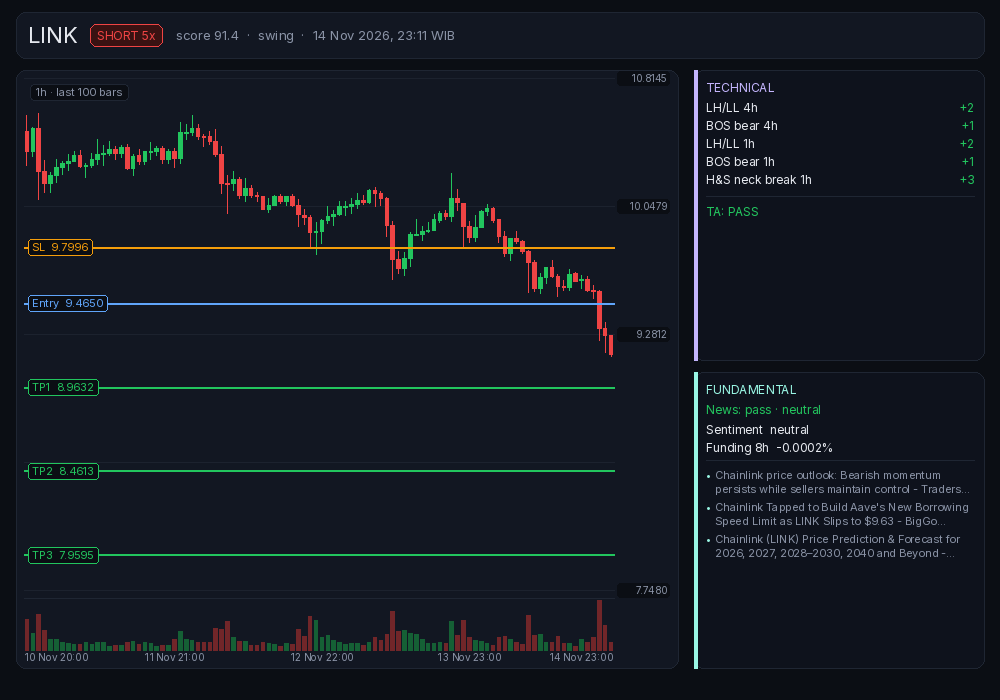 LINK SHORT 5x score 91.4 · swing · 14 Nov 2026, 23:11 WIB
1h · last 100 bars
10.8145
10.0479
SL 9.7996
Entry 9.4650
9.2812
TP1 8.9632
TP2 8.4613
TP3 7.9595
7.7480
10 Nov 20:00 11 Nov 21:00 12 Nov 22:00 13 Nov 23:00 14 Nov 23:00
TECHNICAL
LH/LL 4h +2
BOS bear 4h +1
LH/LL 1h +2
BOS bear 1h +1
H&S neck break 1h +3
TA: PASS
FUNDAMENTAL
News: pass · neutral
Sentiment neutral
Funding 8h -0.0002%
• Chainlink price outlook: Bearish momentum
persists while sellers maintain control - Traders...
• Chainlink Tapped to Build Aave's New Borrowing
Speed Limit as LINK Slips to $9.63 - BigGo...
• Chainlink (LINK) Price Prediction & Forecast for
2026, 2027, 2028–2030, 2040 and Beyond -...